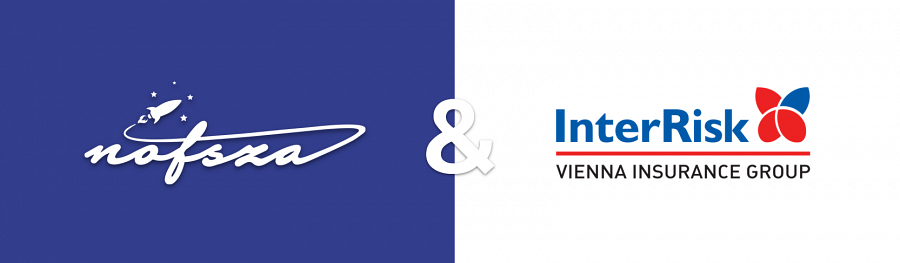 nofsza
&
InterRisk
VIENNA INSURANCE GROUP